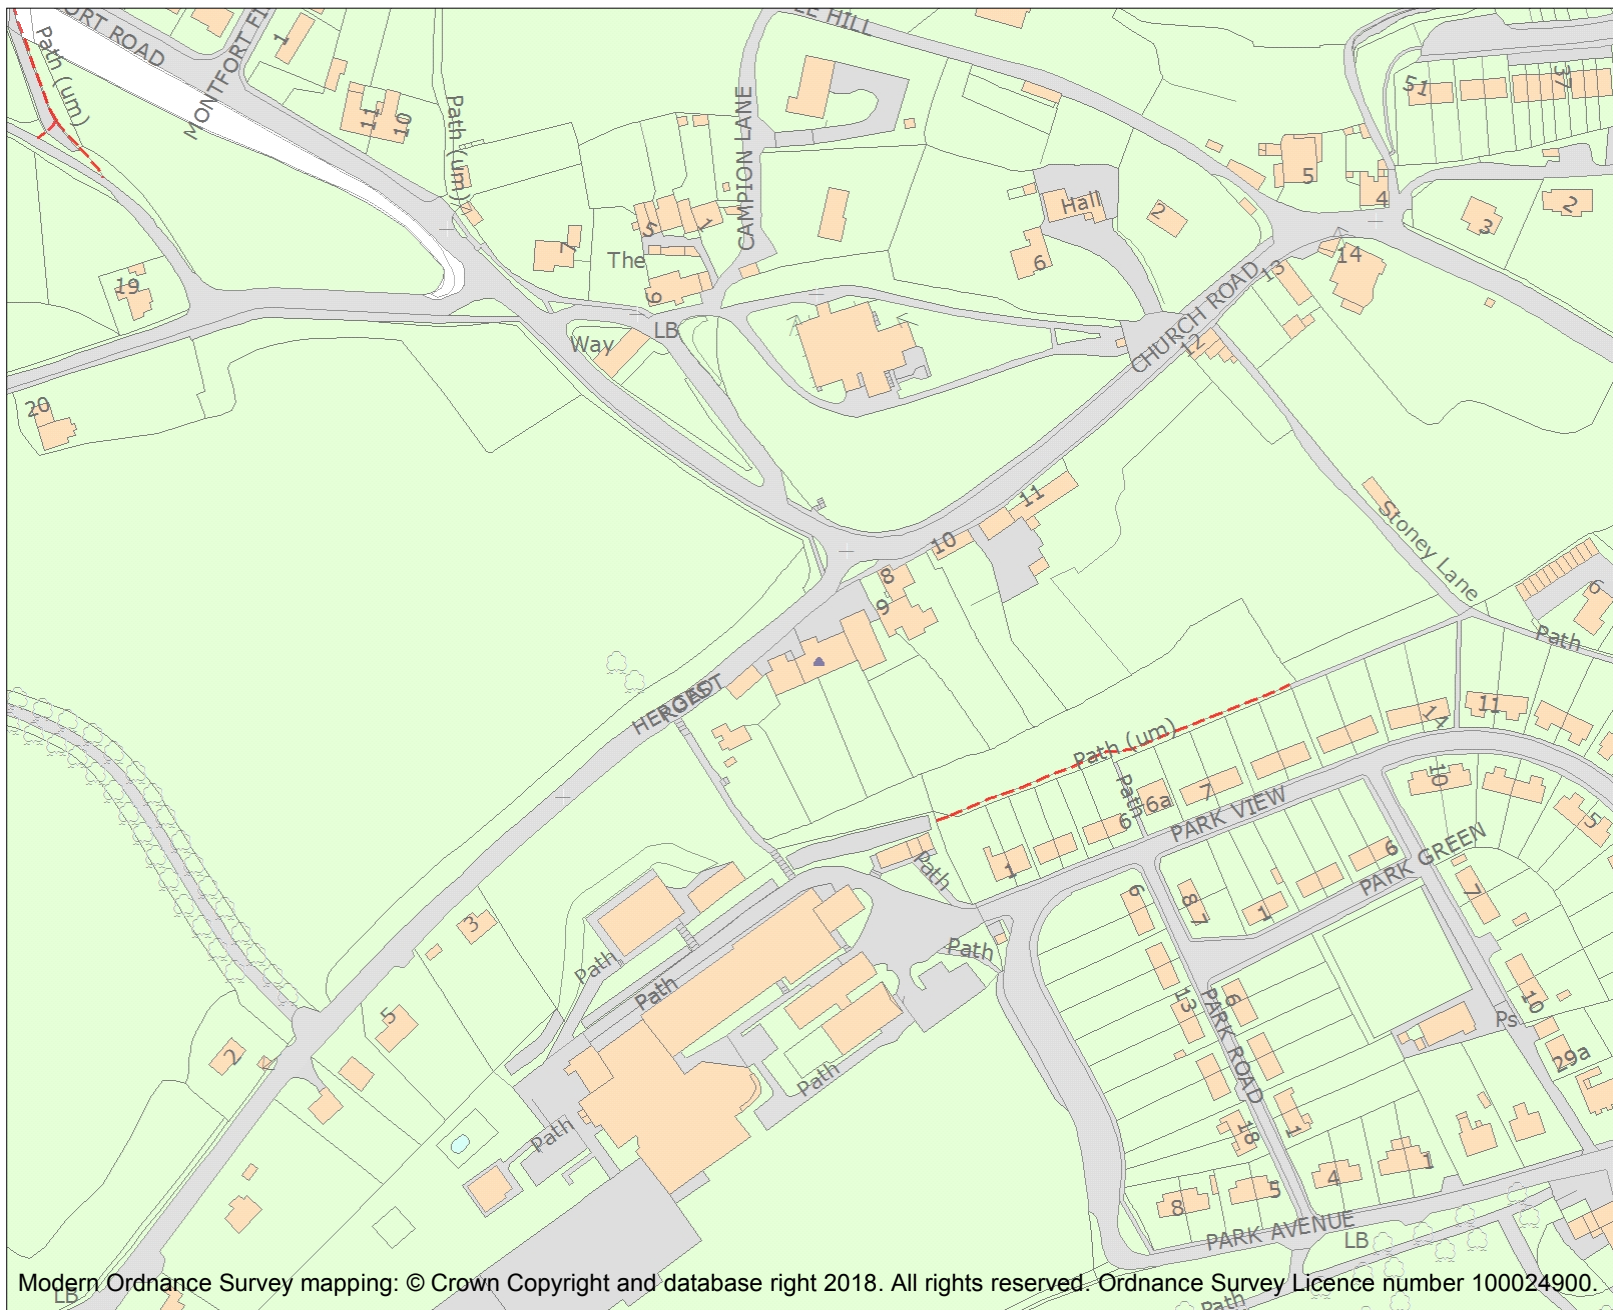 ORT ROAD
MONTFORT FI
LE HILL
Path (um)
1
51
37
11
10
Path (um)
CAMPION LANE
5
4
Hall
2
3
2
5
1
7
The
6
19
9
13
14
CHURCH ROAD
LB
Way
12
20
11
Stoney Lane
10
8
9
6
Path
HERGEST
ROAD
11
1A
Path (um)
10
Path
6a
7
6
PARK VIEW
5
1
6
PARK GREEN
Path
3
6
8
7
1
7
Path
Path
Path
5
13
6
PARK ROAD
10
Ps
2
29a
Path
Path
18
1
1
4
5
8
PARK AVENUE
LB
Modern Ordnance Survey mapping: © Crown Copyright and database right 2018. All rights reserved. Ordnance Survey Licence number 100024900.
LB
Path